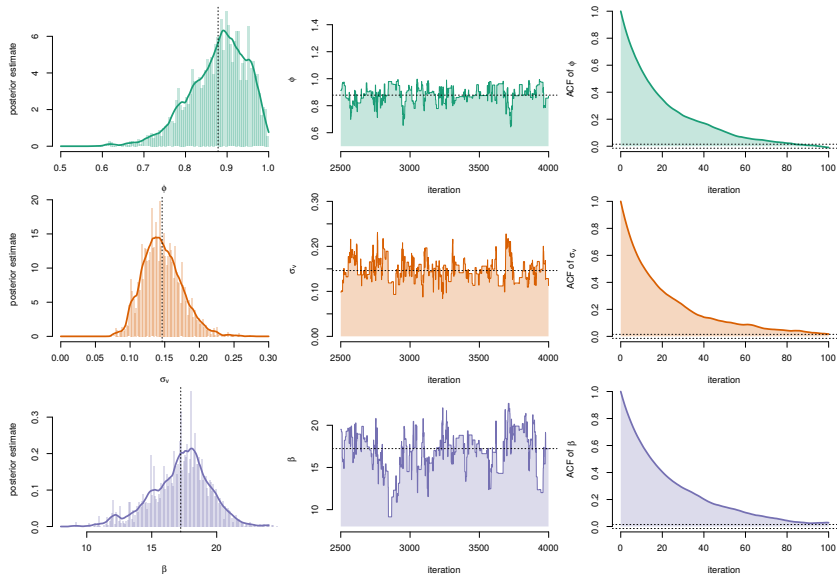 posterior estimate
0 2 4 6
0.5 0.6 0.7 0.8 0.9 1.0
φ
φ
0.6 0.8 1.0 1.2 1.4
2500 3000 3500 4000
iteration
ACF of φ
0.0 0.2 0.4 0.6 0.8 1.0
0 20 40 60 80 100
iteration
posterior estimate
0 5 10 15 20
0.00 0.05 0.10 0.15 0.20 0.25 0.30
σv
σv
0.00 0.05 0.10 0.15 0.20 0.25 0.30
2500 3000 3500 4000
iteration
ACF of σv
0.0 0.2 0.4 0.6 0.8 1.0
0 20 40 60 80 100
iteration
posterior estimate
0.0 0.1 0.2 0.3
10 15 20
β
β
10 15 20
2500 3000 3500 4000
iteration
ACF of β
0.0 0.2 0.4 0.6 0.8 1.0
0 20 40 60 80 100
iteration